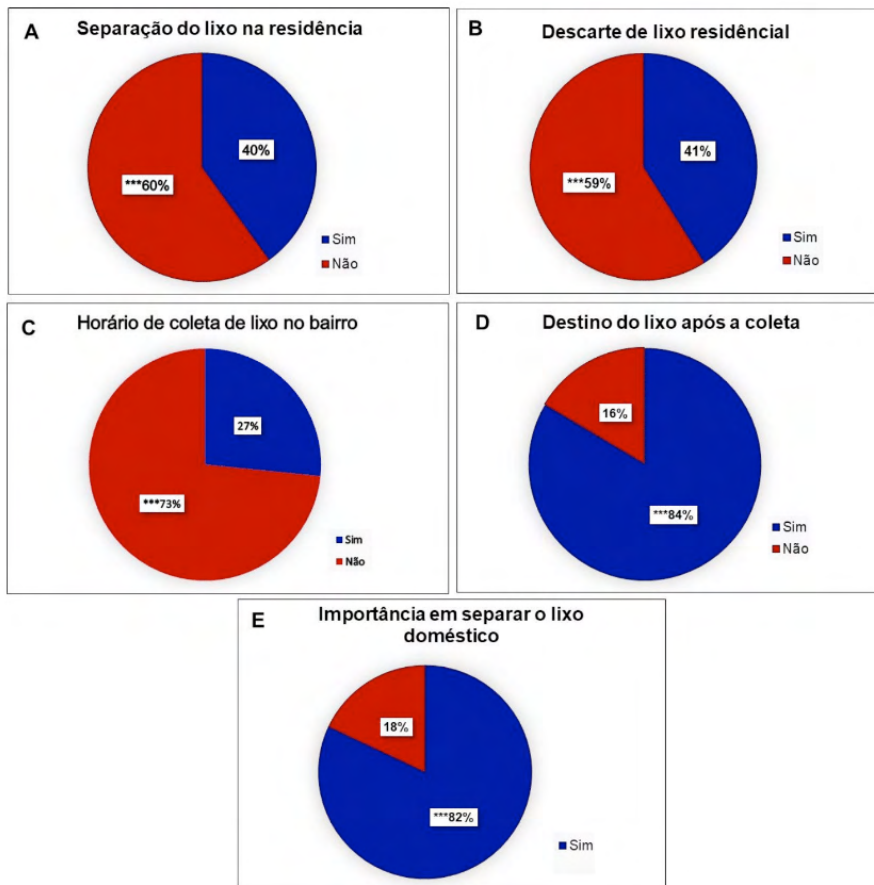 A
Separação do lixo na residência
40%
***60%
Sim
Não
B
Descarte de lixo residêncial
41%
***59%
Sim
Não
C
Horário de coleta de lixo no bairro
27%
***73%
Sim
Não
D
Destino do lixo após a coleta
16%
***84%
Sim
Não
E
Importância em separar o lixo
doméstico
18%
***82%
Sim